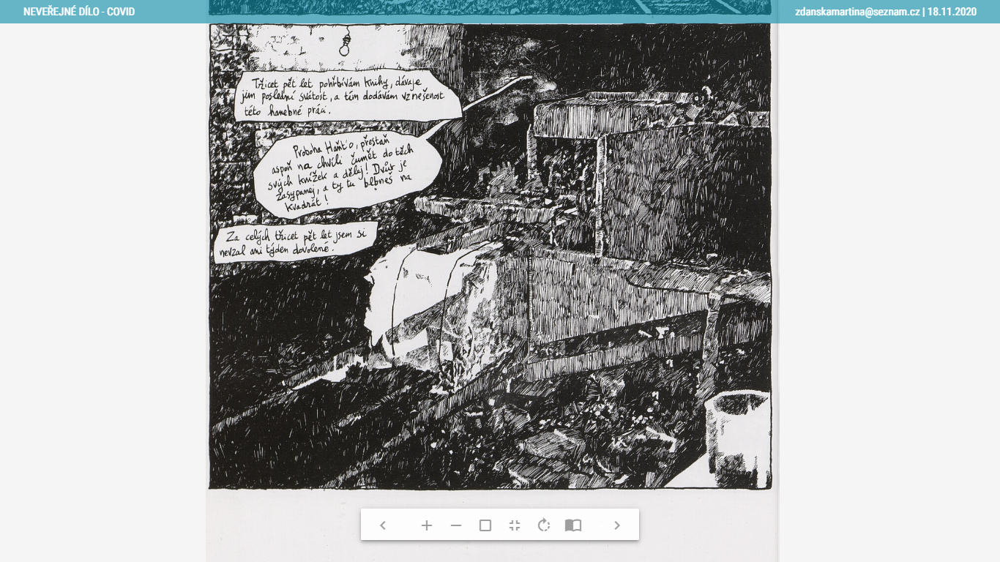 NEVEŘEJNÉ DÍLO - COVID
zdanskamartina@seznam.cz | 18.11.2020
Třicet pět let pohřbívám knihy, dávaje
jim poslední svátost, a tím dodávám vznešenost
této hanebné práci.
Proboha Haňt'o, přestaň
aspoň na chvíli čumět do těch
svých knížek a dělej! Dvůr je
zasypanej, a ty tu blbneš na
kvadrát!
Za celých třicet pět let jsem si
nevzal ani týden dovolené.